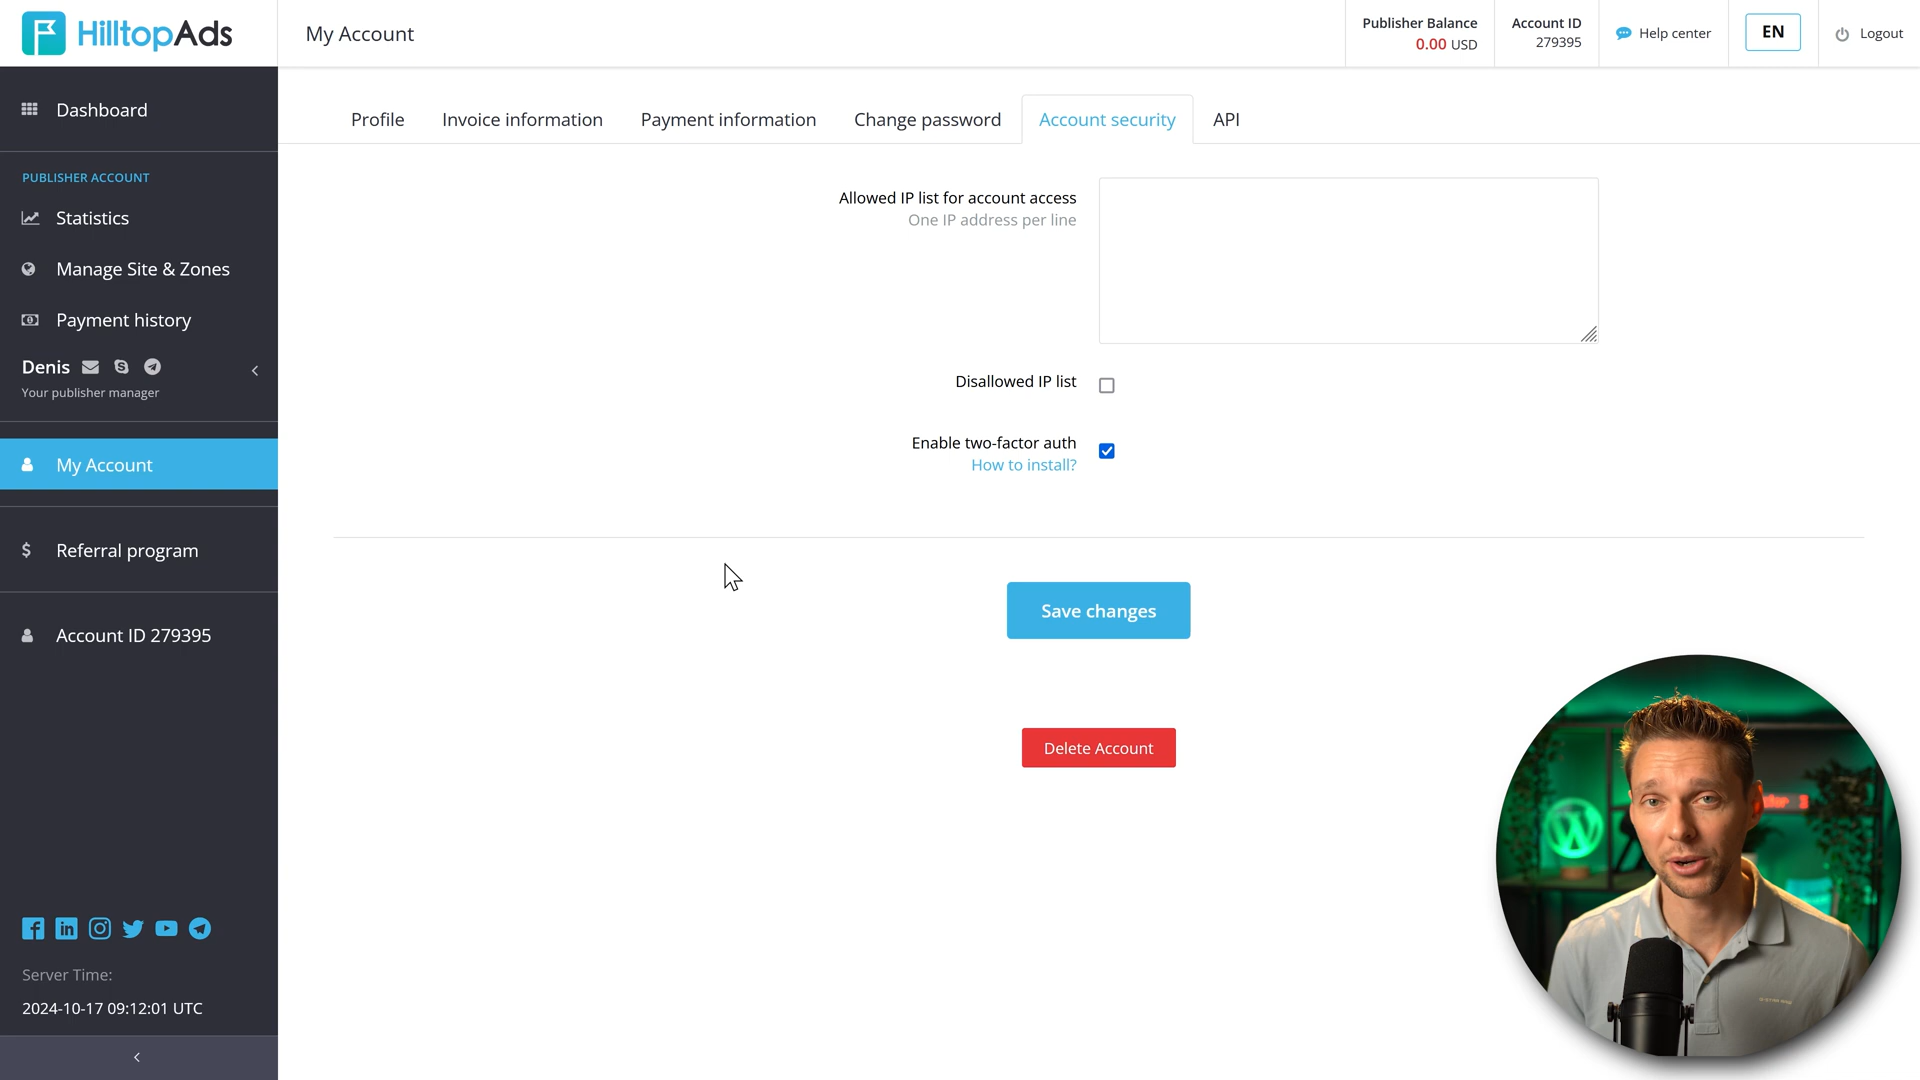 HilltopAds
My Account
Publisher Balance
0.00 USD
Account ID
279395
Help center
EN
Logout
Dashboard
PUBLISHER ACCOUNT
Statistics
Manage Site & Zones
Payment history
Denis
Your publisher manager
My Account
Referral program
Account ID 279395
Server Time:
2024-10-17 09:12:01 UTC
Profile
Invoice information
Payment information
Change password
Account security
API
Allowed IP list for account access
One IP address per line
Disallowed IP list
Enable two-factor auth
How to install?
Save changes
Delete Account